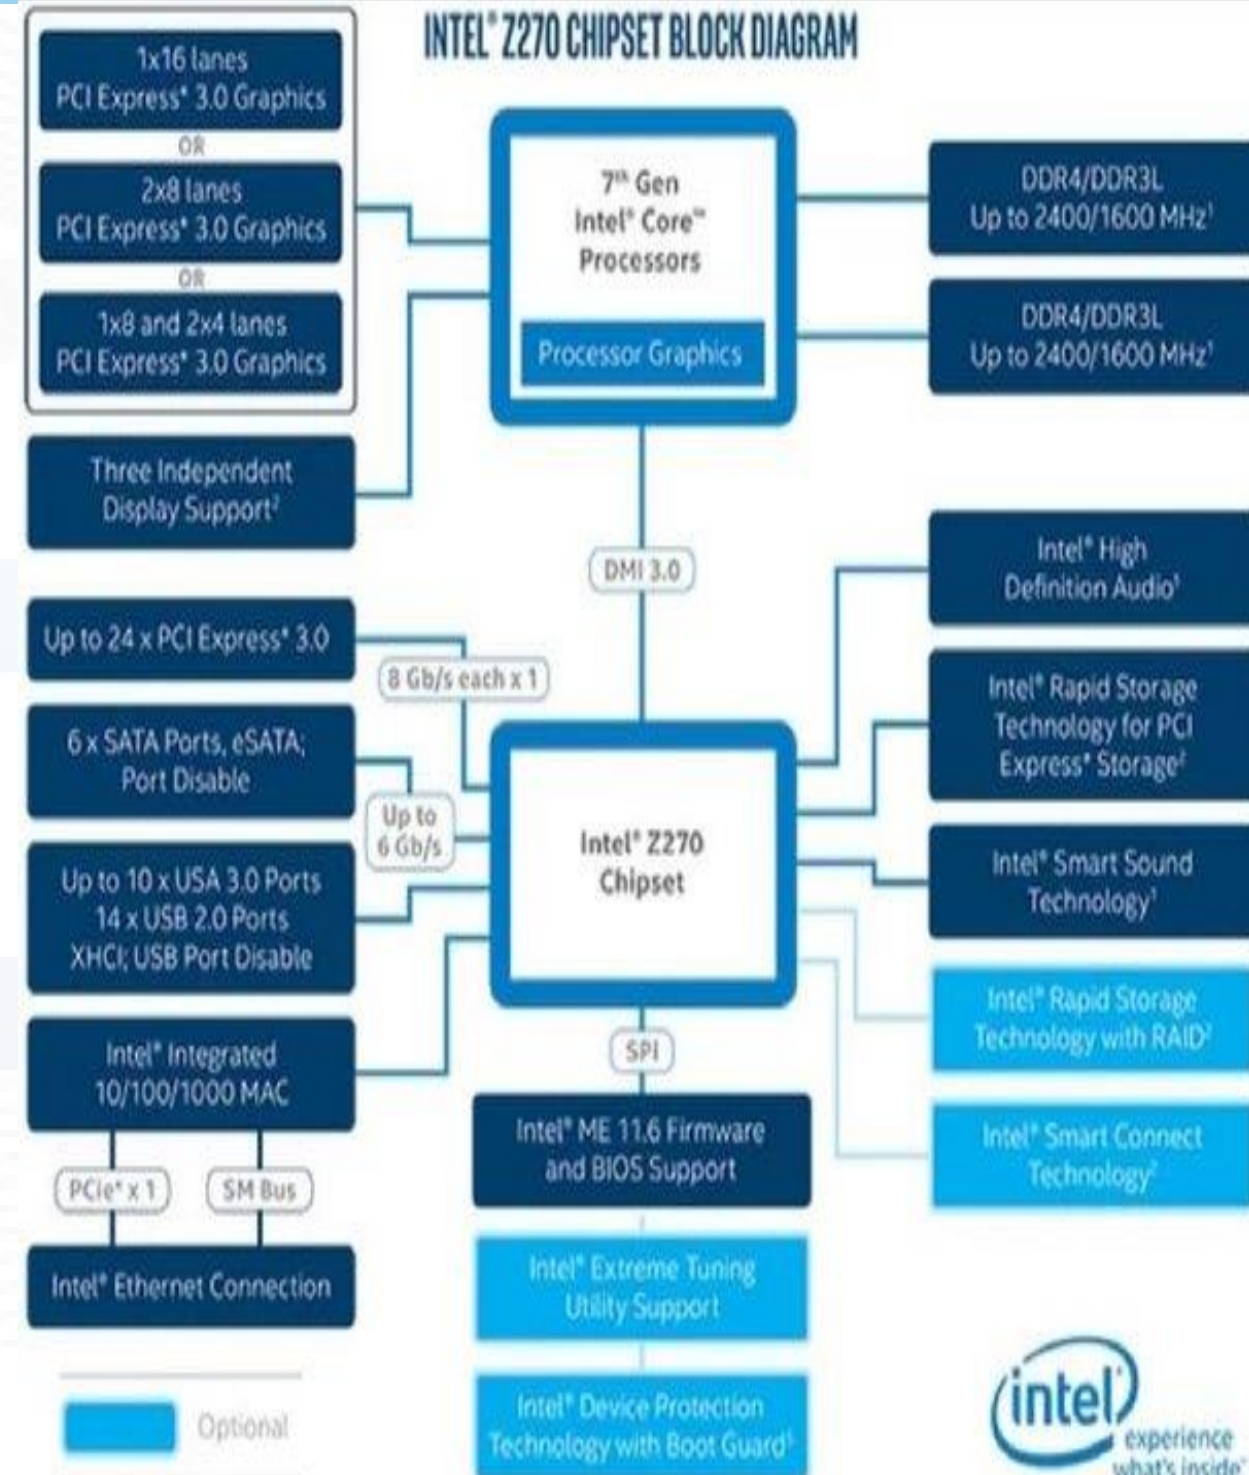 INTEL® Z270 CHIPSET BLOCK DIAGRAM
1x16 lanes
PCI Express* 3.0 Graphics
OR
2x8 lanes
PCI Express* 3.0 Graphics
OR
1x8 and 2x4 lanes
PCI Express* 3.0 Graphics
Three Independent
Display Support²
7th Gen
Intel® Core™
Processors
Processor Graphics
DDR4/DDR3L
Up to 2400/1600 MHz¹
DDR4/DDR3L
Up to 2400/1600 MHz¹
DMI 3.0
Up to 24 x PCI Express* 3.0
8 Gb/s each x 1
6 x SATA Ports, eSATA;
Port Disable
Up to
6 Gb/s
Up to 10 x USA 3.0 Ports
14 x USB 2.0 Ports
XHCI; USB Port Disable
Intel® Integrated
10/100/1000 MAC
PCIe* x 1
SM Bus
Intel® Ethernet Connection
Intel® Z270
Chipset
SPI
Intel® ME 11.6 Firmware
and BIOS Support
Intel® Extreme Tuning
Utility Support
Intel® Device Protection
Technology with Boot Guard¹
Intel® High
Definition Audio¹
Intel® Rapid Storage
Technology for PCI
Express* Storage²
Intel® Smart Sound
Technology¹
Intel® Rapid Storage
Technology with RAID²
Intel® Smart Connect
Technology²
Optional
intel
experience
what's inside™